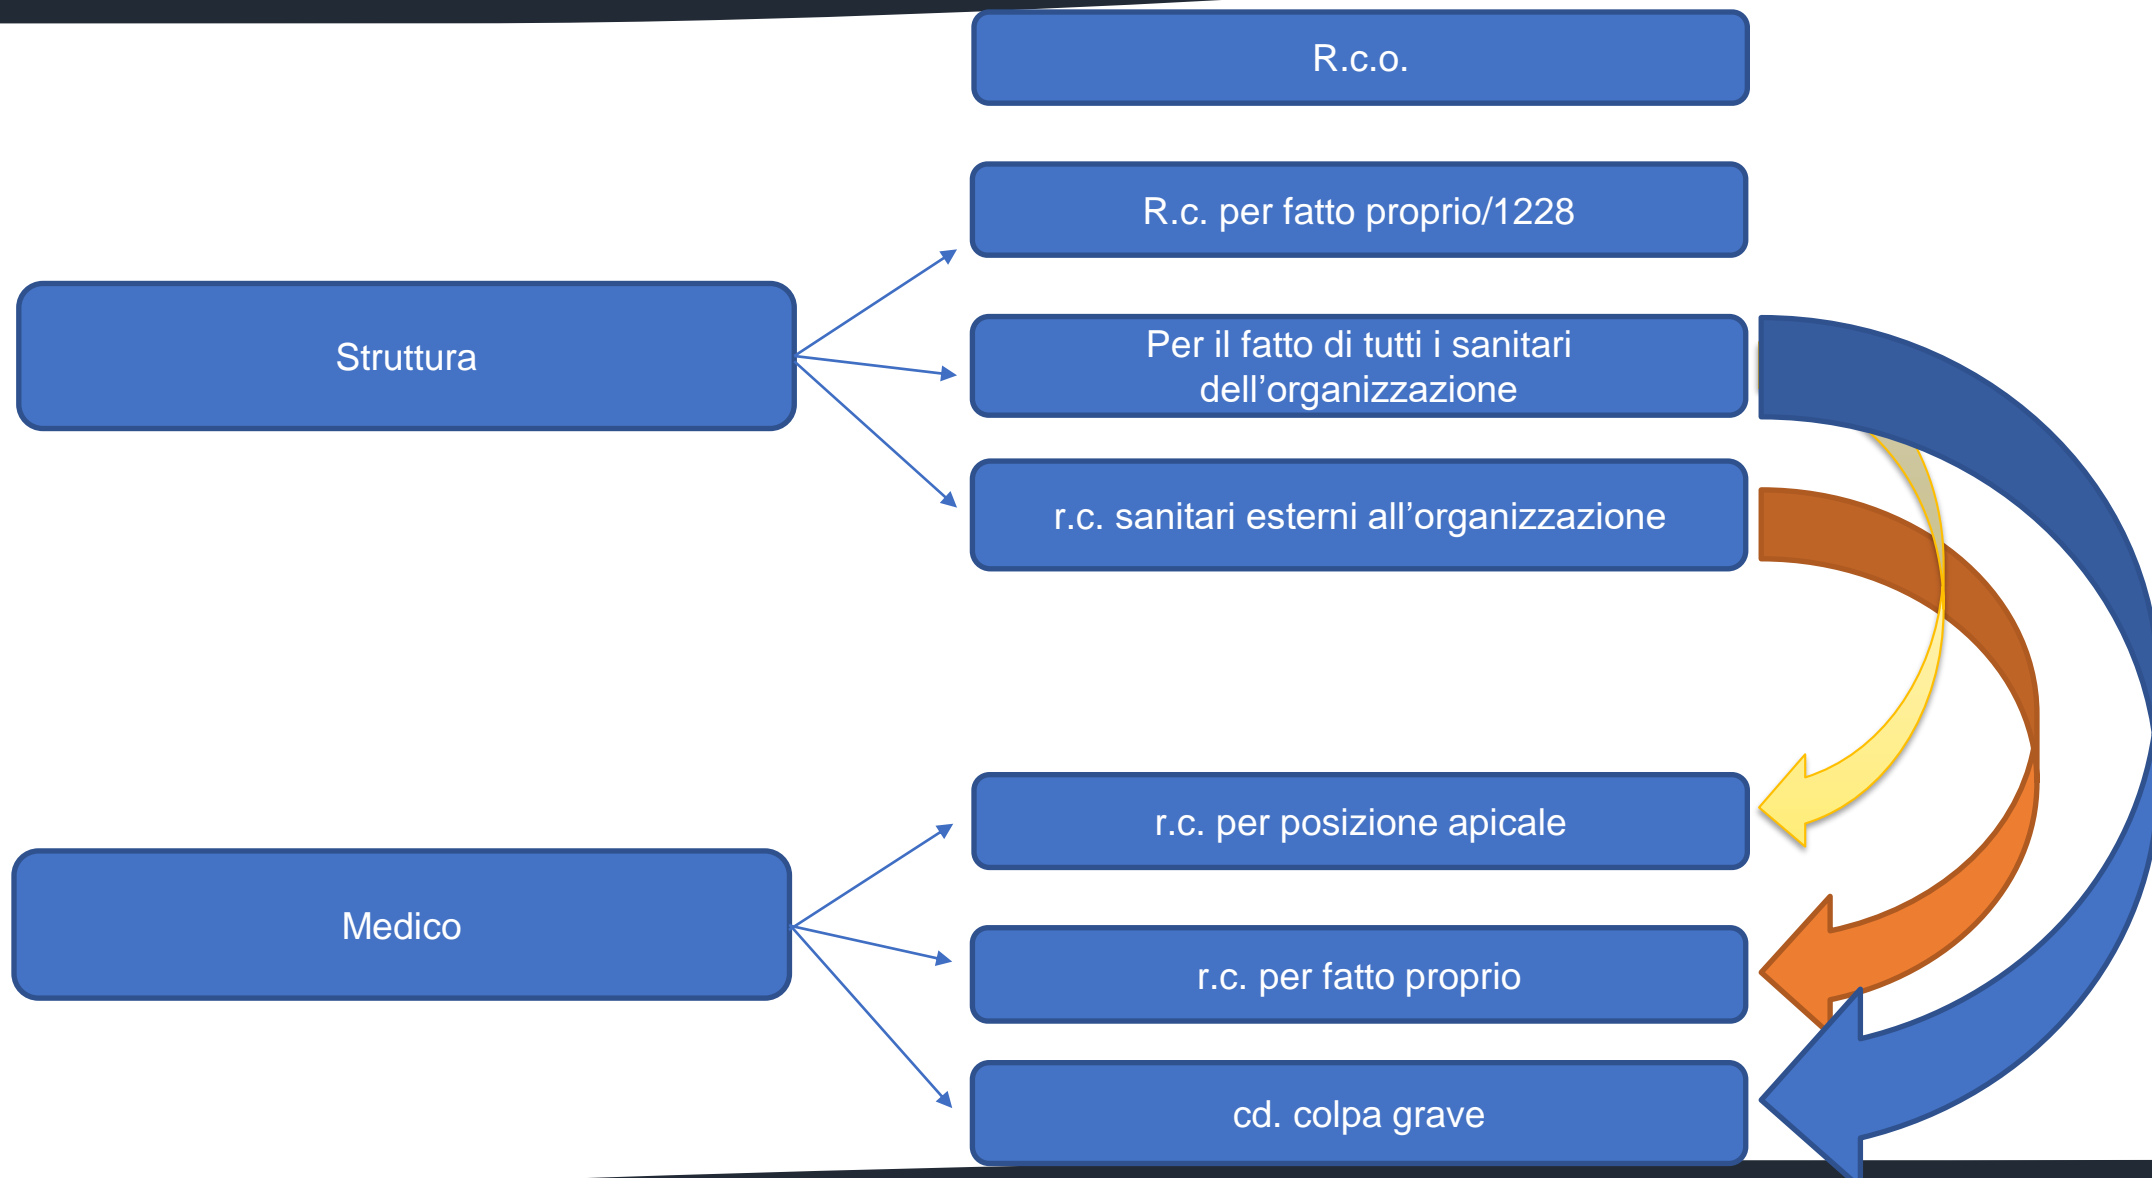 R.c.o.
R.c. per fatto proprio/1228
Struttura
Per il fatto di tutti i sanitari
dell’organizzazione
r.c. sanitari esterni all’organizzazione
r.c. per posizione apicale
Medico
r.c. per fatto proprio
cd. colpa grave